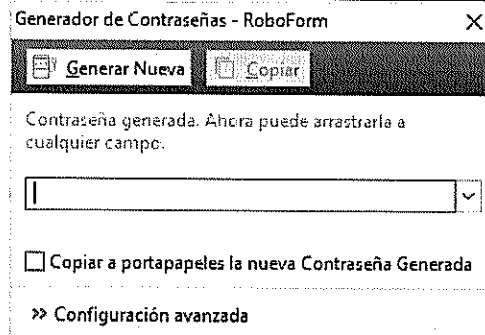 Generador de Contraseñas - RoboForm
Generar Nueva Copiar
Contraseña generada. Ahora puede arrastrarla a
cualquier campo.
Copiar a portapapeles la nueva Contraseña Generada
» Configuración avanzada